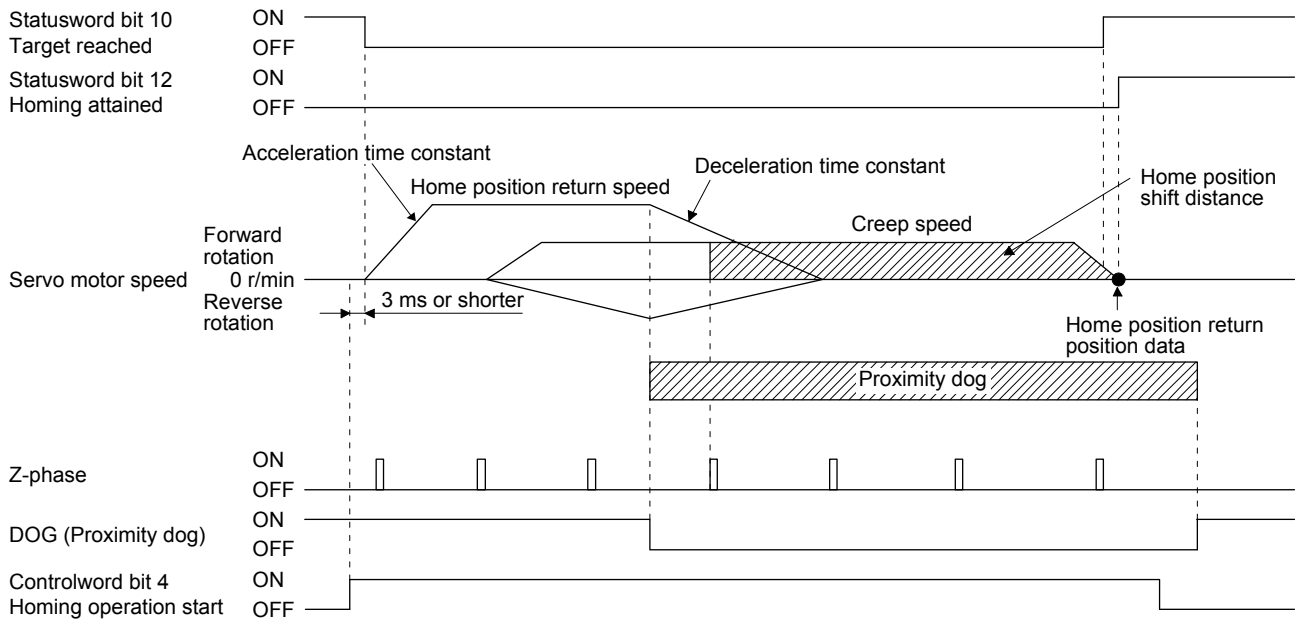 Statusword bit 10
Target reached
ON
OFF
Statusword bit 12
Homing attained
ON
OFF
Acceleration time constant
Home position return speed
Deceleration time constant
Home position
shift distance
Creep speed
Servo motor speed
Forward
rotation
0 r/min
Reverse
rotation
3 ms or shorter
Home position return
position data
Proximity dog
Z-phase
ON
OFF
DOG (Proximity dog)
ON
OFF
Controlword bit 4
Homing operation start
ON
OFF